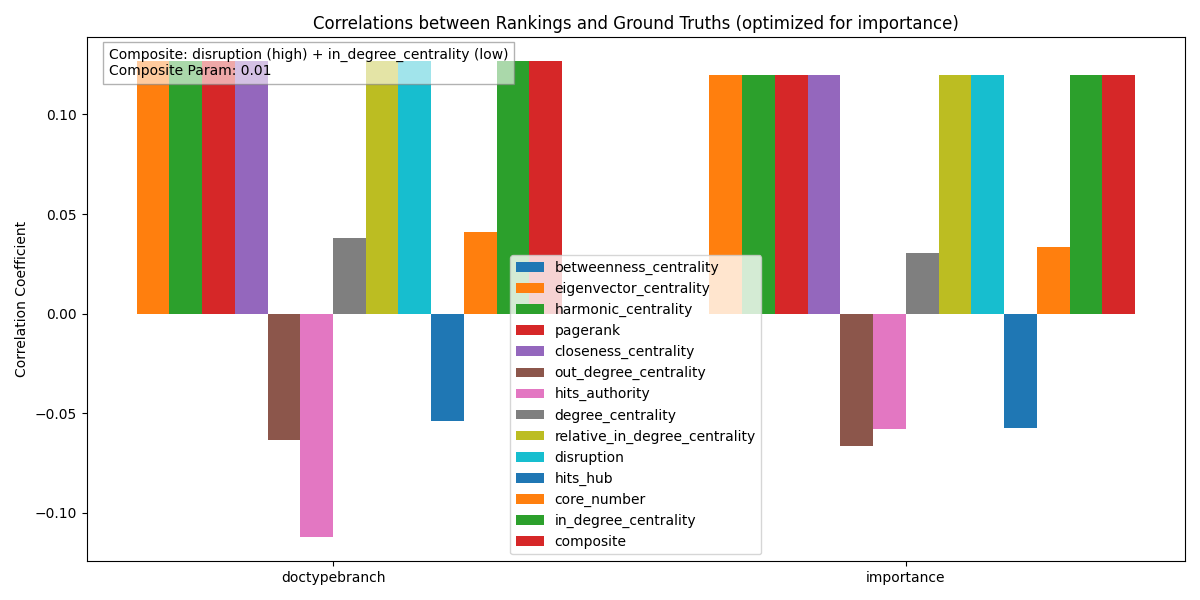 Correlations between Rankings and Ground Truths (optimized for importance)
Composite: disruption (high) + in_degree_centrality (low)
Composite Param: 0.01
Correlation Coefficient
0.10
0.05
0.00
−0.05
−0.10
betweenness_centrality
eigenvector_centrality
harmonic_centrality
pagerank
closeness_centrality
out_degree_centrality
hits_authority
degree_centrality
relative_in_degree_centrality
disruption
hits_hub
core_number
in_degree_centrality
composite
doctypebranch
importance